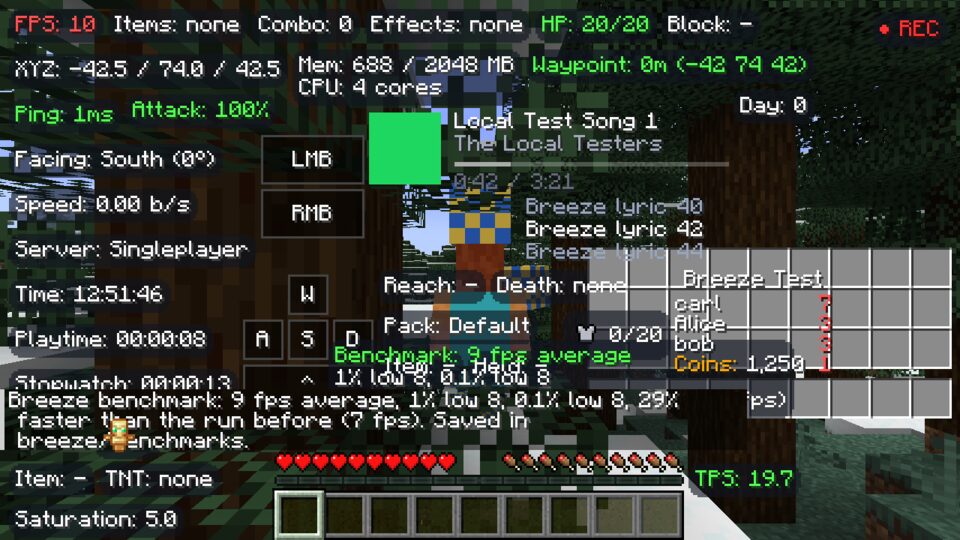 FPS: 10 Items: none Combo: 0 Effects: none HP: 20/20 Block: -
● REC
XYZ: -42.5 / 74.0 / 42.5
Mem: 688 / 2048 MB
CPU: 4 cores
Waypoint: 0m (-42 74 42)
Ping: 1ms
Attack: 100%
Day: 0
Local Test Song 1
The Local Testers
0:42 / 3:21
Facing: South (0°)
LMB
Speed: 0.00 b/s
RMB
Breeze lyric 40
Breeze lyric 42
Breeze lyric 44
Server: Singleplayer
Reach: - Death: none
Breeze Test
carl 7
Alice 3
bob 3
Coins: 1,250 1
Time: 12:51:46
W
Pack: Default
0/20
Playtime: 00:00:08
A S D
Benchmark: 9 fps average
1% low 8, 0.1% low 8
Item: - Held: -
Stopwatch: 00:00:13
^
Breeze benchmark: 9 fps average, 1% low 8, 0.1% low 8, 29%
faster than the run before (7 fps). Saved in
breeze/benchmarks.
fps)
Item: - TNT: none
TPS: 19.7
Saturation: 5.0